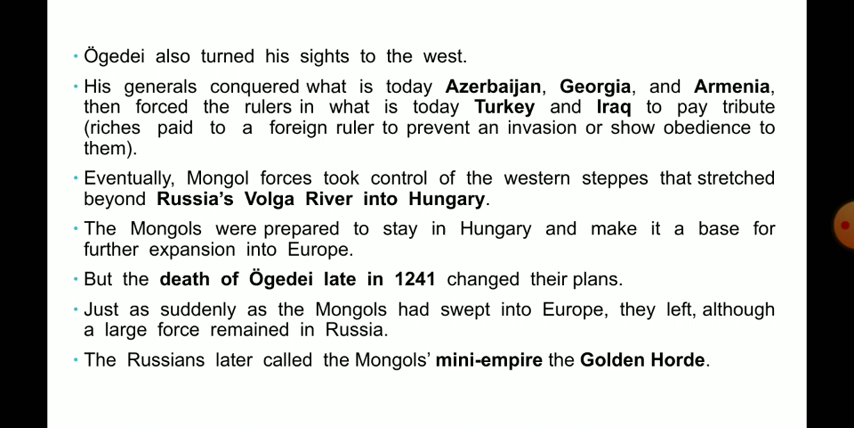 • Ögedei also turned his sights to the west.
• His generals conquered what is today Azerbaijan, Georgia, and Armenia,
then forced the rulers in what is today Turkey and Iraq to pay tribute
(riches paid to a foreign ruler to prevent an invasion or show obedience to
them).
• Eventually, Mongol forces took control of the western steppes that stretched
beyond Russia’s Volga River into Hungary.
• The Mongols were prepared to stay in Hungary and make it a base for
further expansion into Europe.
• But the death of Ögedei late in 1241 changed their plans.
• Just as suddenly as the Mongols had swept into Europe, they left, although
a large force remained in Russia.
• The Russians later called the Mongols’ mini-empire the Golden Horde.